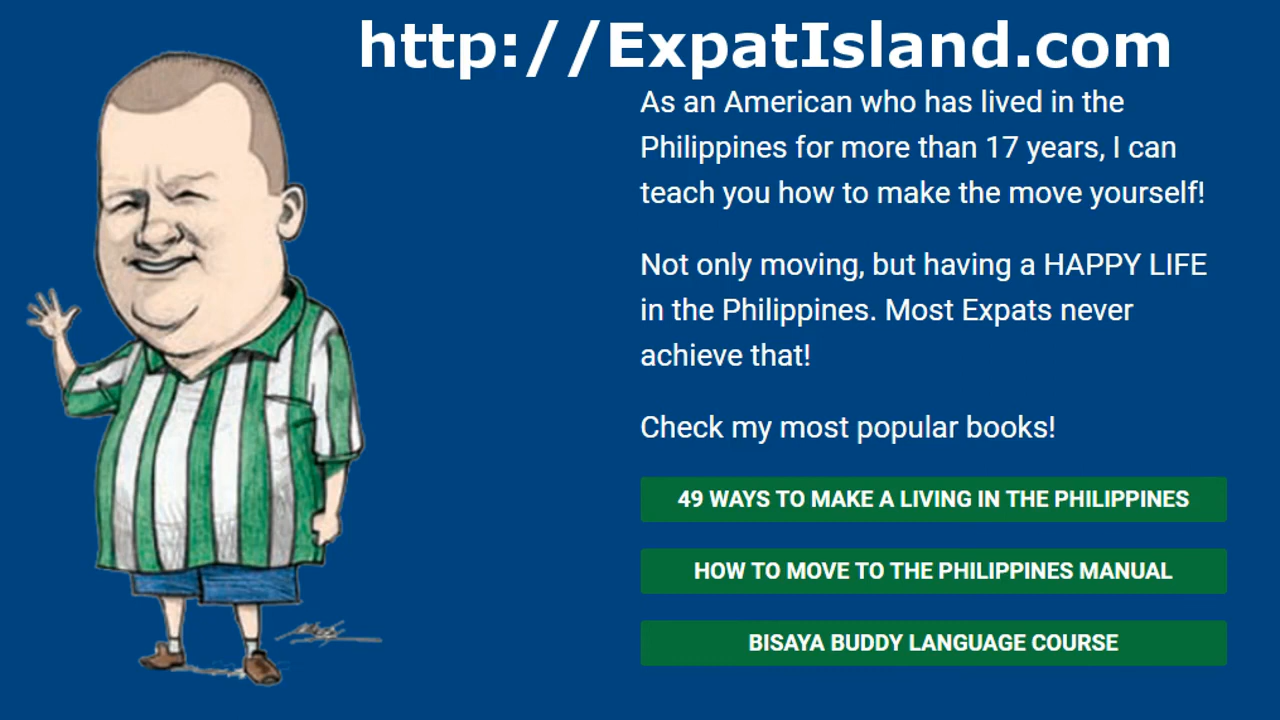 http://ExpatIsland.com
As an American who has lived in the
Philippines for more than 17 years, I can
teach you how to make the move yourself!
Not only moving, but having a HAPPY LIFE
in the Philippines. Most Expats never
achieve that!
Check my most popular books!
49 WAYS TO MAKE A LIVING IN THE PHILIPPINES
HOW TO MOVE TO THE PHILIPPINES MANUAL
BISAYA BUDDY LANGUAGE COURSE